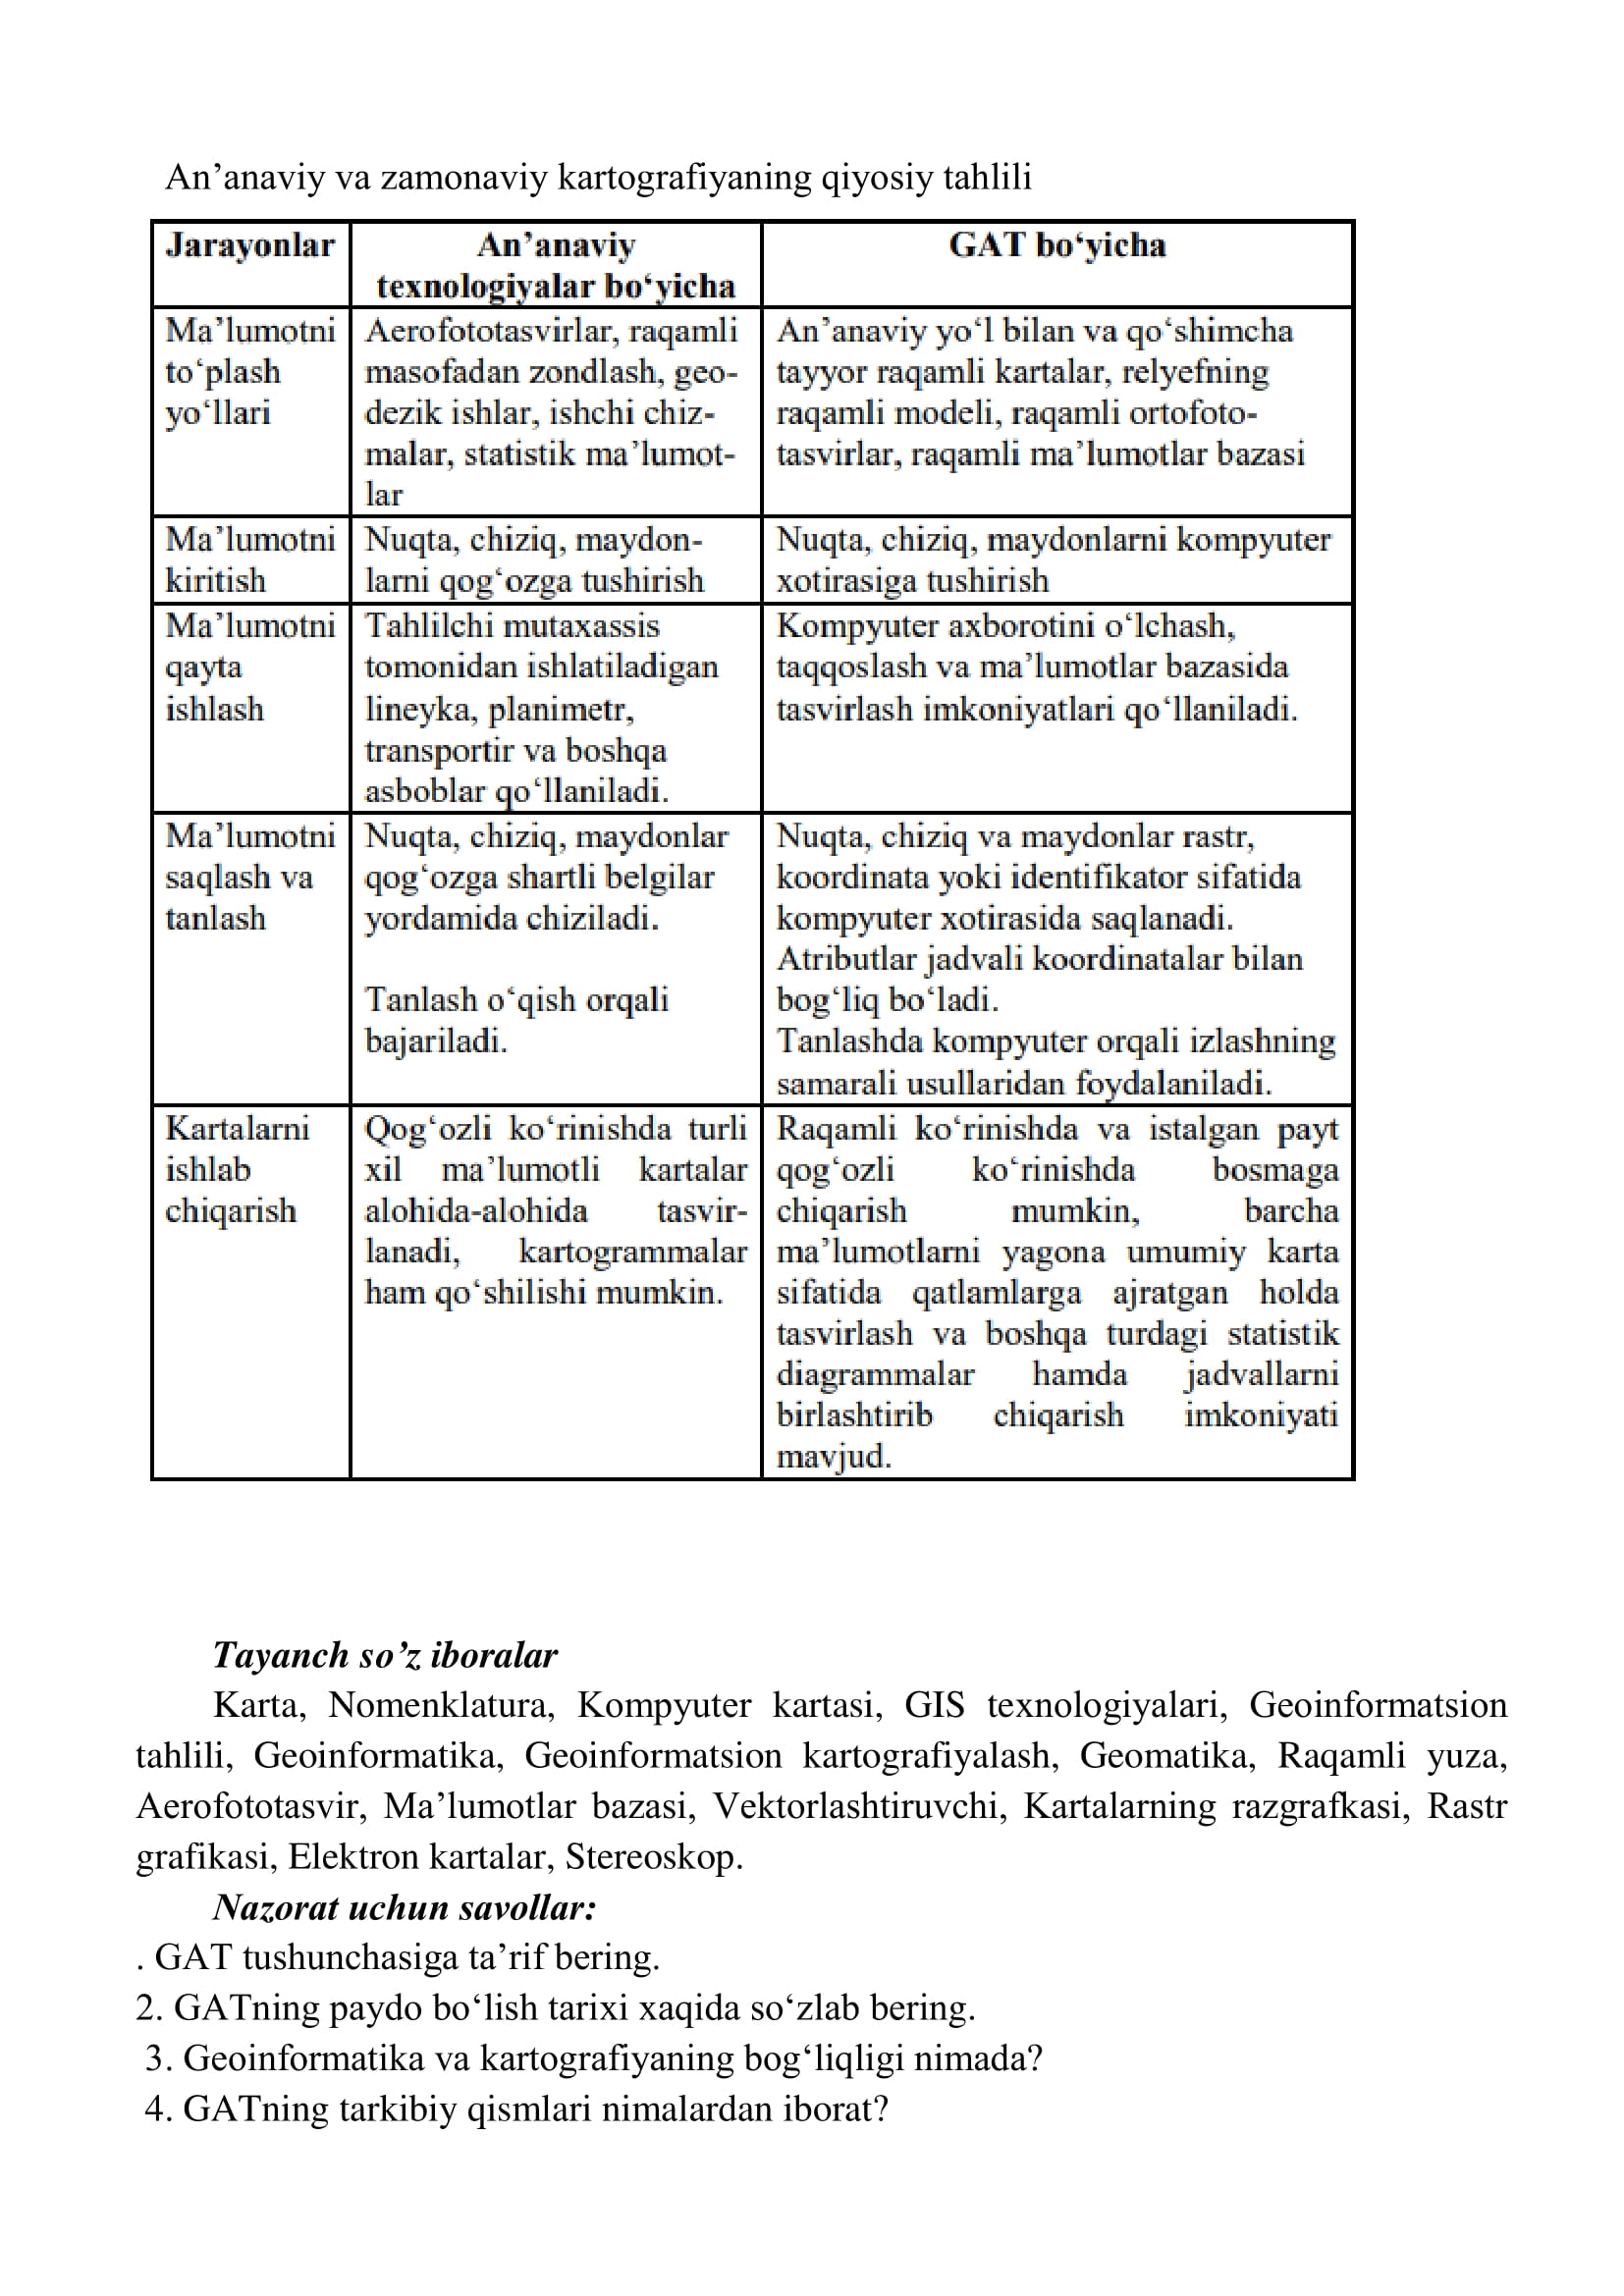 An’anaviy va zamonaviy kartografiyaning qiyosiy tahlili
Jarayonlar
An’anaviy
texnologiyalar bo‘yicha
GAT bo‘yicha
Ma’lumotni
to‘plash
yo‘llari
Aerofototasvirlar, raqamli
masofadan zondlash, geo-
dezik ishlar, ishchi chiz-
malar, statistik ma’lumot-
lar
An’anaviy yo‘l bilan va qo‘shimcha
tayyor raqamli kartalar, relyefning
raqamli modeli, raqamli ortofoto-
tasvirlar, raqamli ma’lumotlar bazasi
Ma’lumotni
kiritish
Nuqta, chiziq, maydon-
larni qog‘ozga tushirish
Nuqta, chiziq, maydonlarni kompyuter
xotirasiga tushirish
Ma’lumotni
qayta
ishlash
Tahlilchi mutaxassis
tomonidan ishlatiladigan
lineyka, planimetr,
transportir va boshqa
asboblar qo‘llaniladi.
Kompyuter axborotini o‘lchash,
taqqoslash va ma’lumotlar bazasida
tasvirlash imkoniyatlari qo‘llaniladi.
Ma’lumotni
saqlash va
tanlash
Nuqta, chiziq, maydonlar
qog‘ozga shartli belgilar
yordamida chiziladi.
Tanlash o‘qish orqali
bajariladi.
Nuqta, chiziq va maydonlar rastr,
koordinata yoki identifikator sifatida
kompyuter xotirasida saqlanadi.
Atributlar jadvali koordinatalar bilan
bog‘liq bo‘ladi.
Tanlashda kompyuter orqali izlashning
samarali usullaridan foydalaniladi.
Kartalarni
ishlab
chiqarish
Qog‘ozli ko‘rinishda turli
xil ma’lumotli kartalar
alohida-alohida tasvir-
lanadi, kartogrammalar
ham qo‘shilishi mumkin.
Raqamli ko‘rinishda va istalgan payt
qog‘ozli ko‘rinishda bosmaga
chiqarish mumkin, barcha
ma’lumotlarni yagona umumiy karta
sifatida qatlamlarga ajratgan holda
tasvirlash va boshqa turdagi statistik
diagrammalar hamda jadvallarni
birlashtirib chiqarish imkoniyati
mavjud.
Tayanch so’z iboralar
Karta, Nomenklatura, Kompyuter kartasi, GIS texnologiyalari, Geoinformatsion
tahlili, Geoinformatika, Geoinformatsion kartografiyalash, Geomatika, Raqamli yuza,
Aerofototasvir, Ma’lumotlar bazasi, Vektorlashtiruvchi, Kartalarning razgrafkasi, Rastr
grafikasi, Elektron kartalar, Stereoskop.
Nazorat uchun savollar:
. GAT tushunchasiga ta’rif bering.
2. GATning paydo bo‘lish tarixi xaqida so‘zlab bering.
3. Geoinformatika va kartografiyaning bog‘liqligi nimada?
4. GATning tarkibiy qismlari nimalardan iborat?